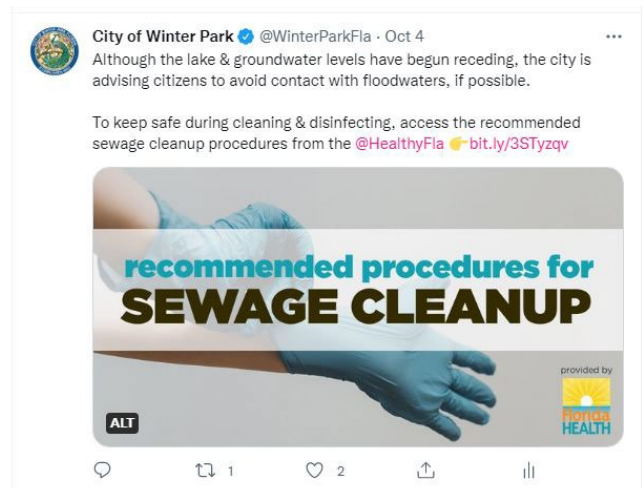 City of Winter Park @WinterParkFla · Oct 4
Although the lake & groundwater levels have begun receding, the city is
advising citizens to avoid contact with floodwaters, if possible.
To keep safe during cleaning & disinfecting, access the recommended
sewage cleanup procedures from the @HealthyFla 👉bit.ly/3STyzqv
recommended procedures for
SEWAGE CLEANUP
provided by
Florida
HEALTH
ALT
1
2